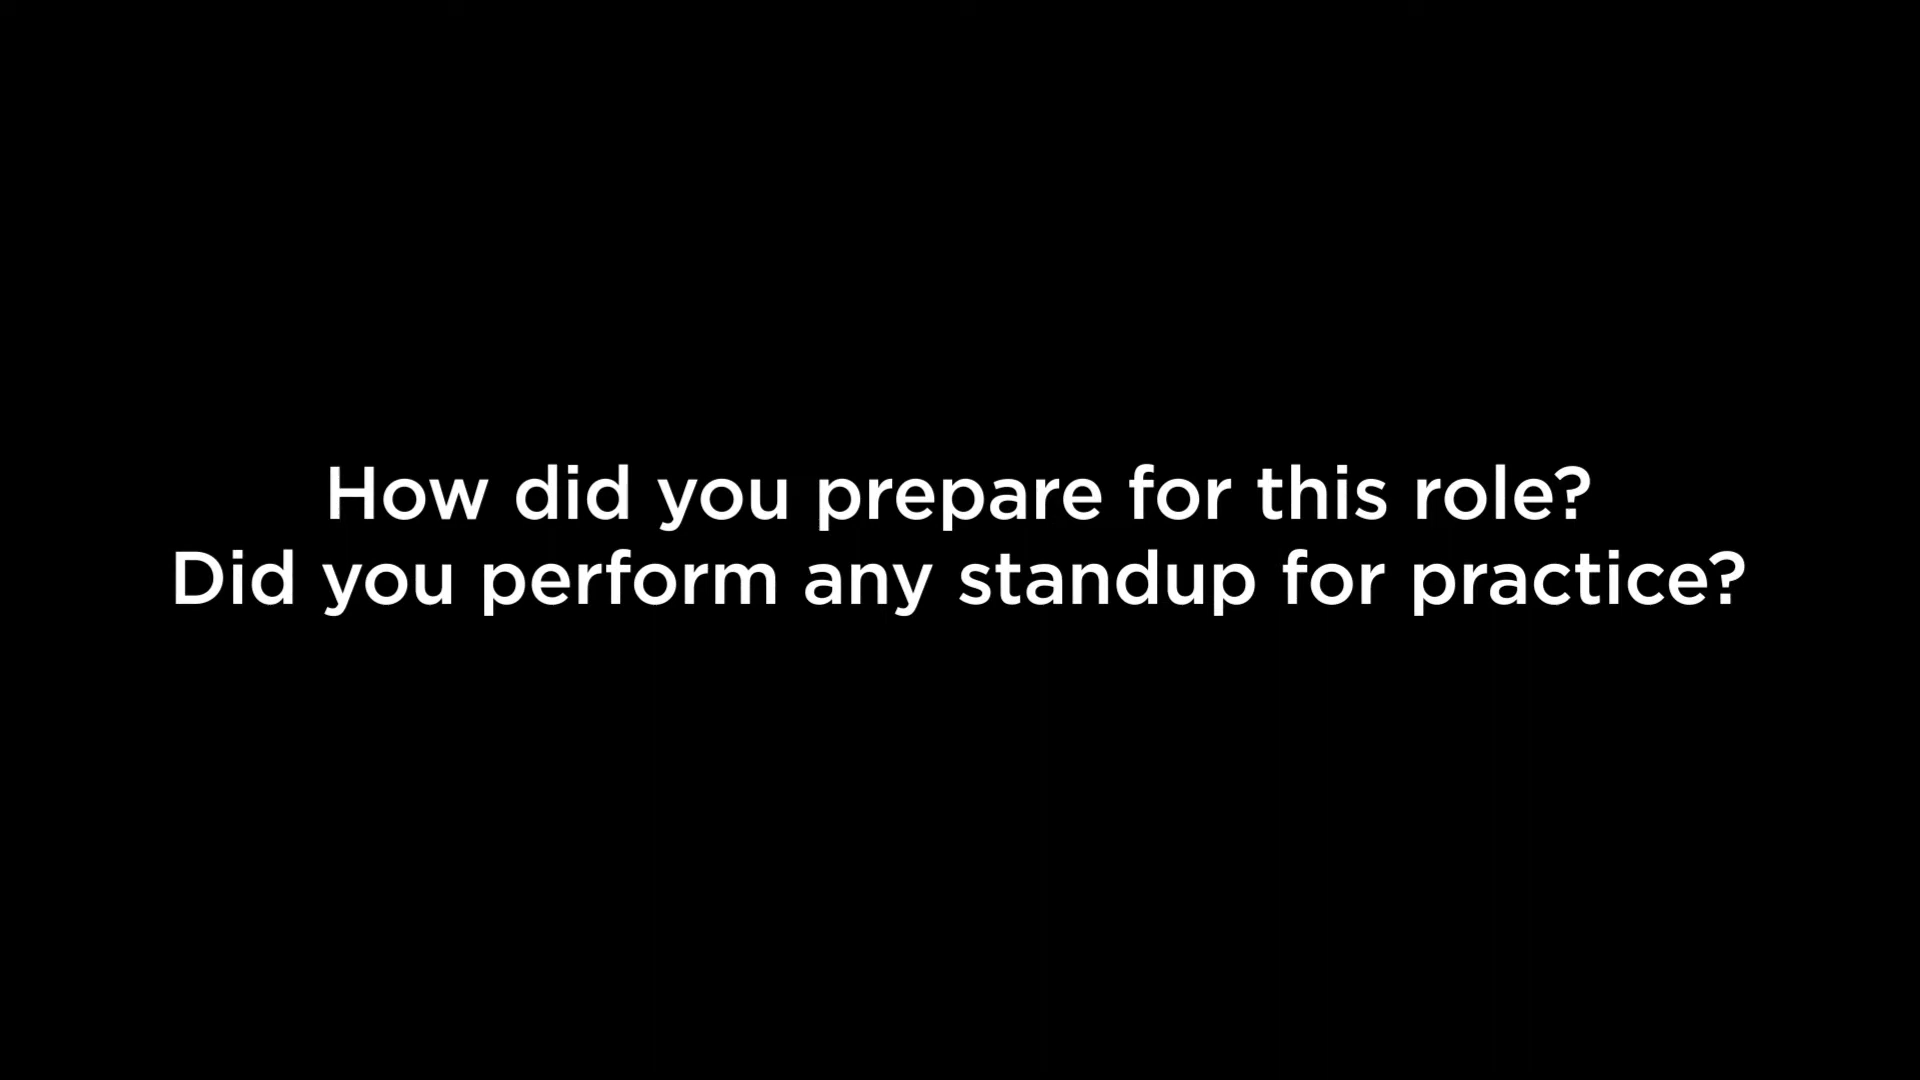 How did you prepare for this role?
Did you perform any standup for practice?